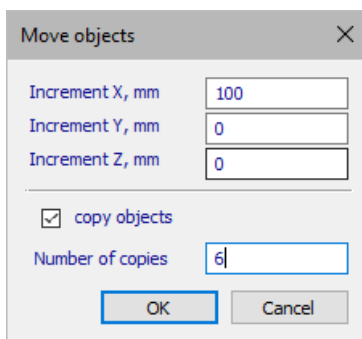 Move objects
Increment X, mm 100
Increment Y, mm 0
Increment Z, mm 0
copy objects
Number of copies 6
OK Cancel